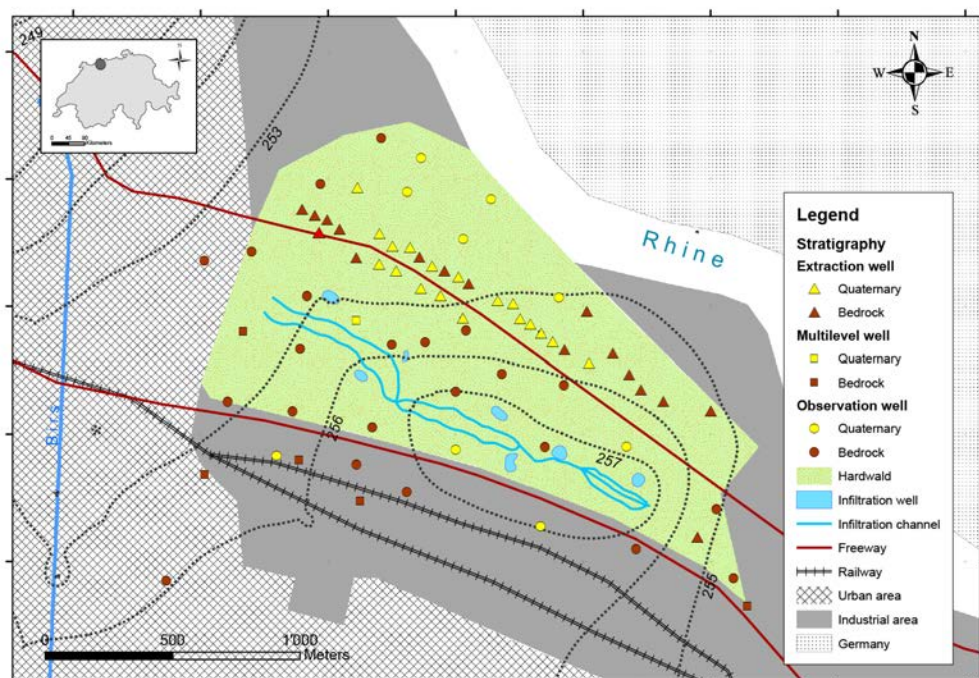 249
N
0 45 90
Kilometers
253
N
W E
S
Rhine
Birs
256
257
255
0 500 1'000
Meters
Legend
Stratigraphy
Extraction well
Quaternary
Bedrock
Multilevel well
Quaternary
Bedrock
Observation well
Quaternary
Bedrock
Hardwald
Infiltration well
Infiltration channel
Freeway
Railway
Urban area
Industrial area
Germany